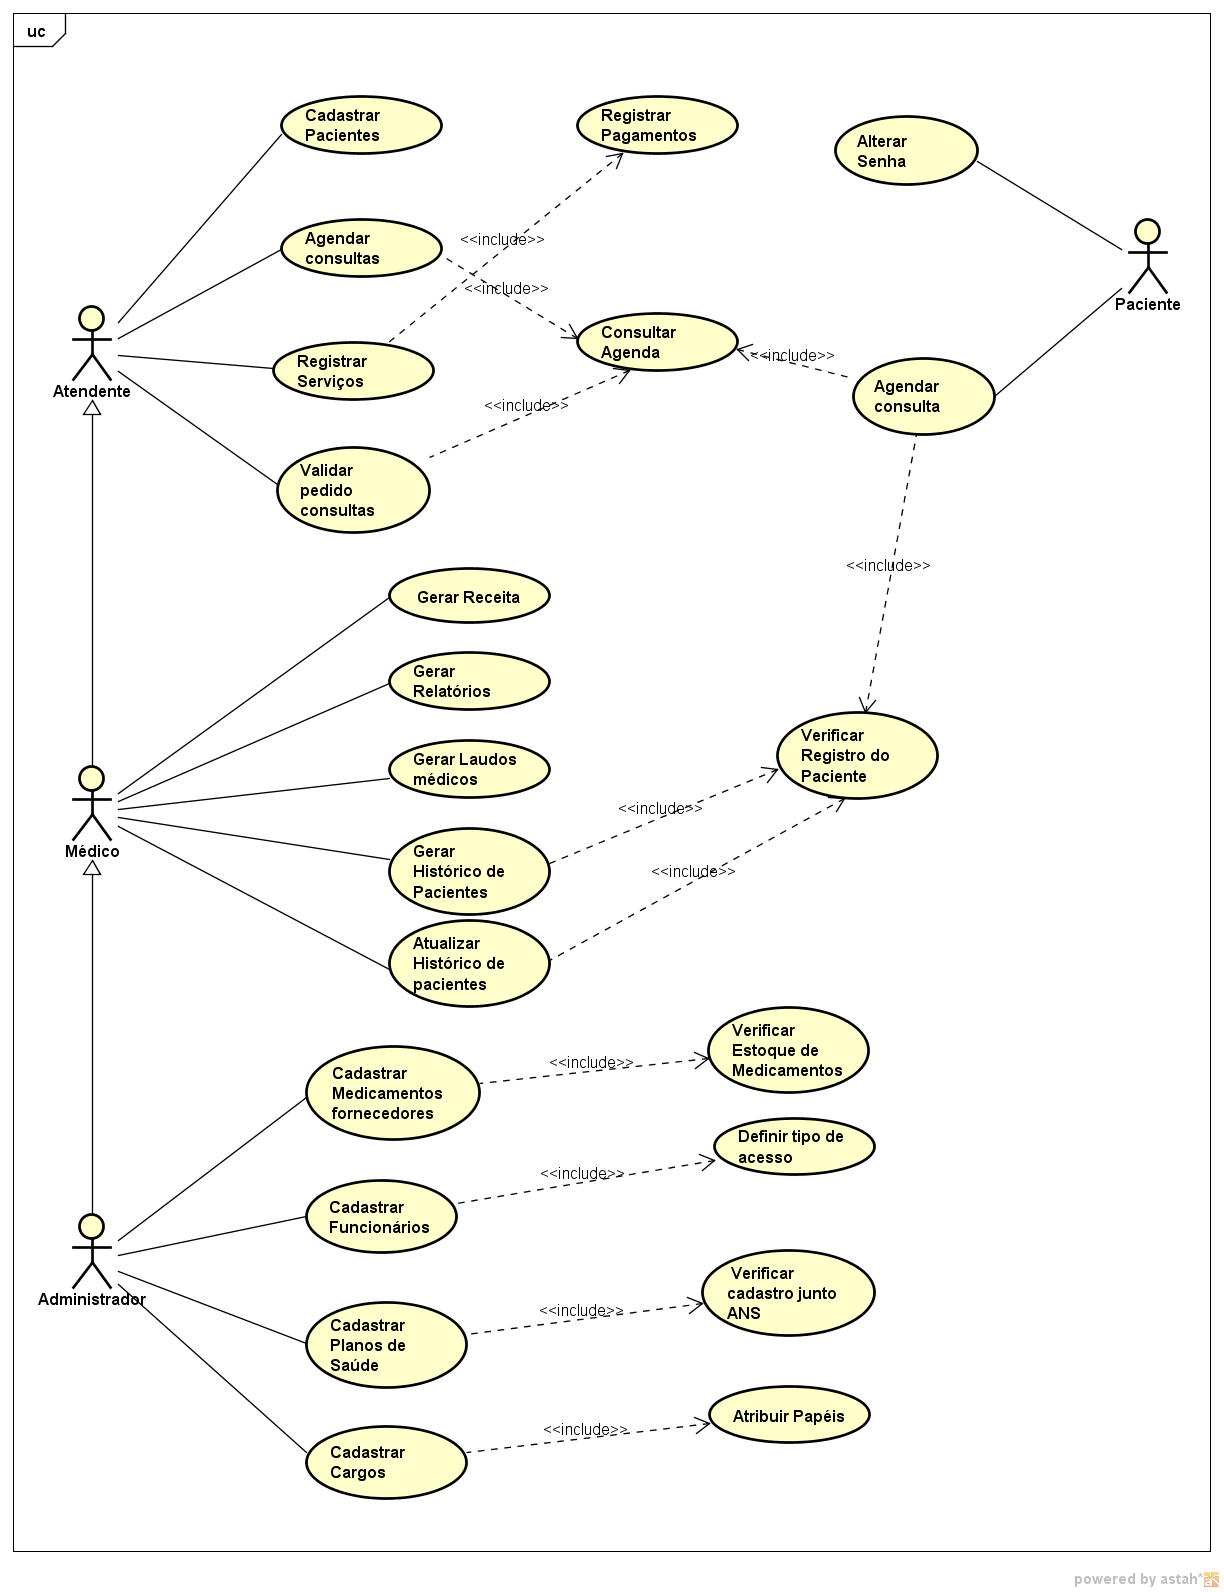 uc
Cadastrar
Pacientes
Registrar
Pagamentos
Alterar
Senha
Agendar
consultas
<<include>>
<<include>>
Paciente
Consultar
Agenda
<<include>>
Registrar
Serviços
Atendente
Agendar
consulta
<<include>>
Validar
pedido
consultas
<<include>>
Gerar Receita
Gerar
Relatórios
Verificar
Registro do
Paciente
Gerar Laudos
médicos
<<include>>
Médico
Gerar
Histórico de
Pacientes
<<include>>
Atualizar
Histórico de
pacientes
Verificar
Estoque de
Medicamentos
<<include>>
Cadastrar
Medicamentos
fornecedores
Definir tipo de
acesso
<<include>>
Cadastrar
Funcionários
Administrador
Verificar
cadastro junto
ANS
<<include>>
Cadastrar
Planos de
Saúde
Atribuir Papéis
<<include>>
Cadastrar
Cargos
powered by astah*